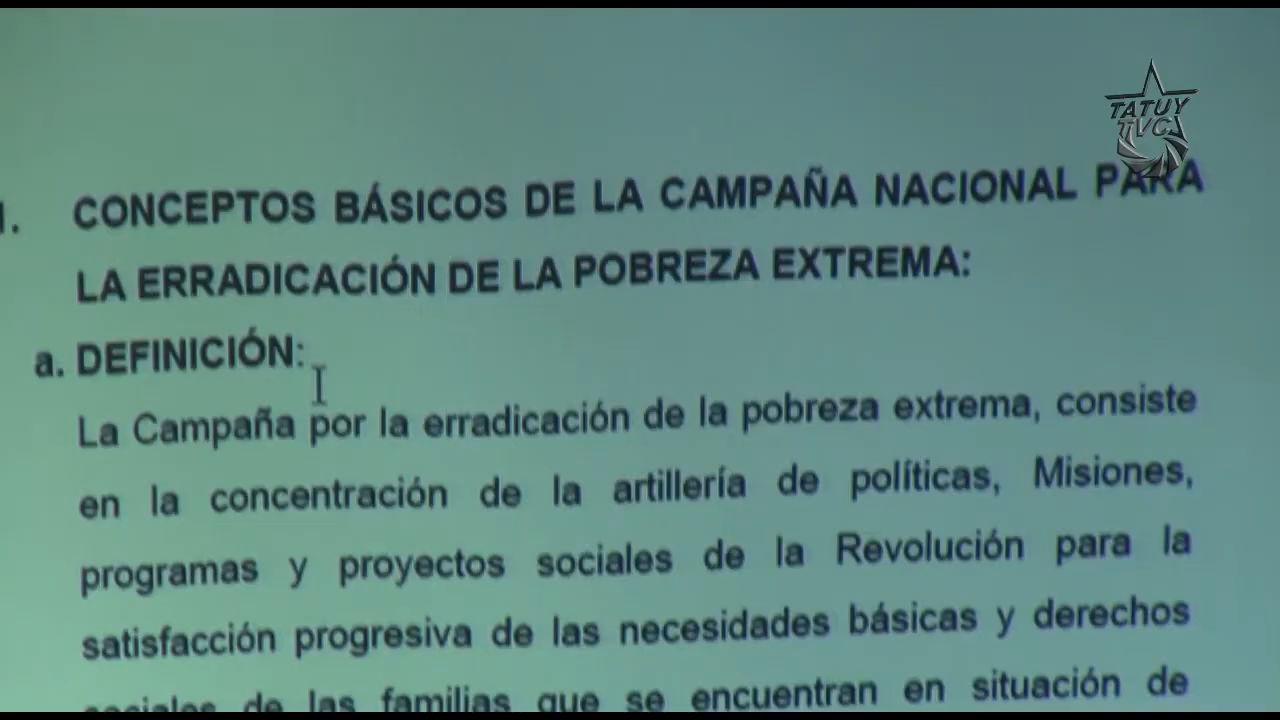 TATUY
TVC
1. CONCEPTOS BÁSICOS DE LA CAMPAÑA NACIONAL PARA
LA ERRADICACIÓN DE LA POBREZA EXTREMA:
a. DEFINICIÓN:
La Campaña por la erradicación de la pobreza extrema, consiste
en la concentración de la artillería de políticas, Misiones,
programas y proyectos sociales de la Revolución para la
satisfacción progresiva de las necesidades básicas y derechos
sociales de las familias que se encuentran en situación de